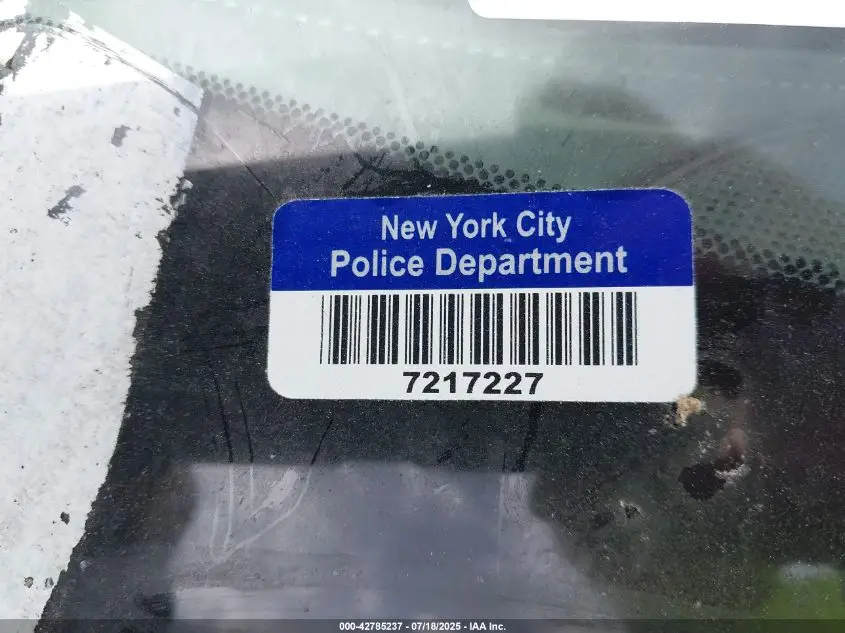 New York City
Police Department
7217227
000-42785237 - 07/18/2025 - IAA Inc.